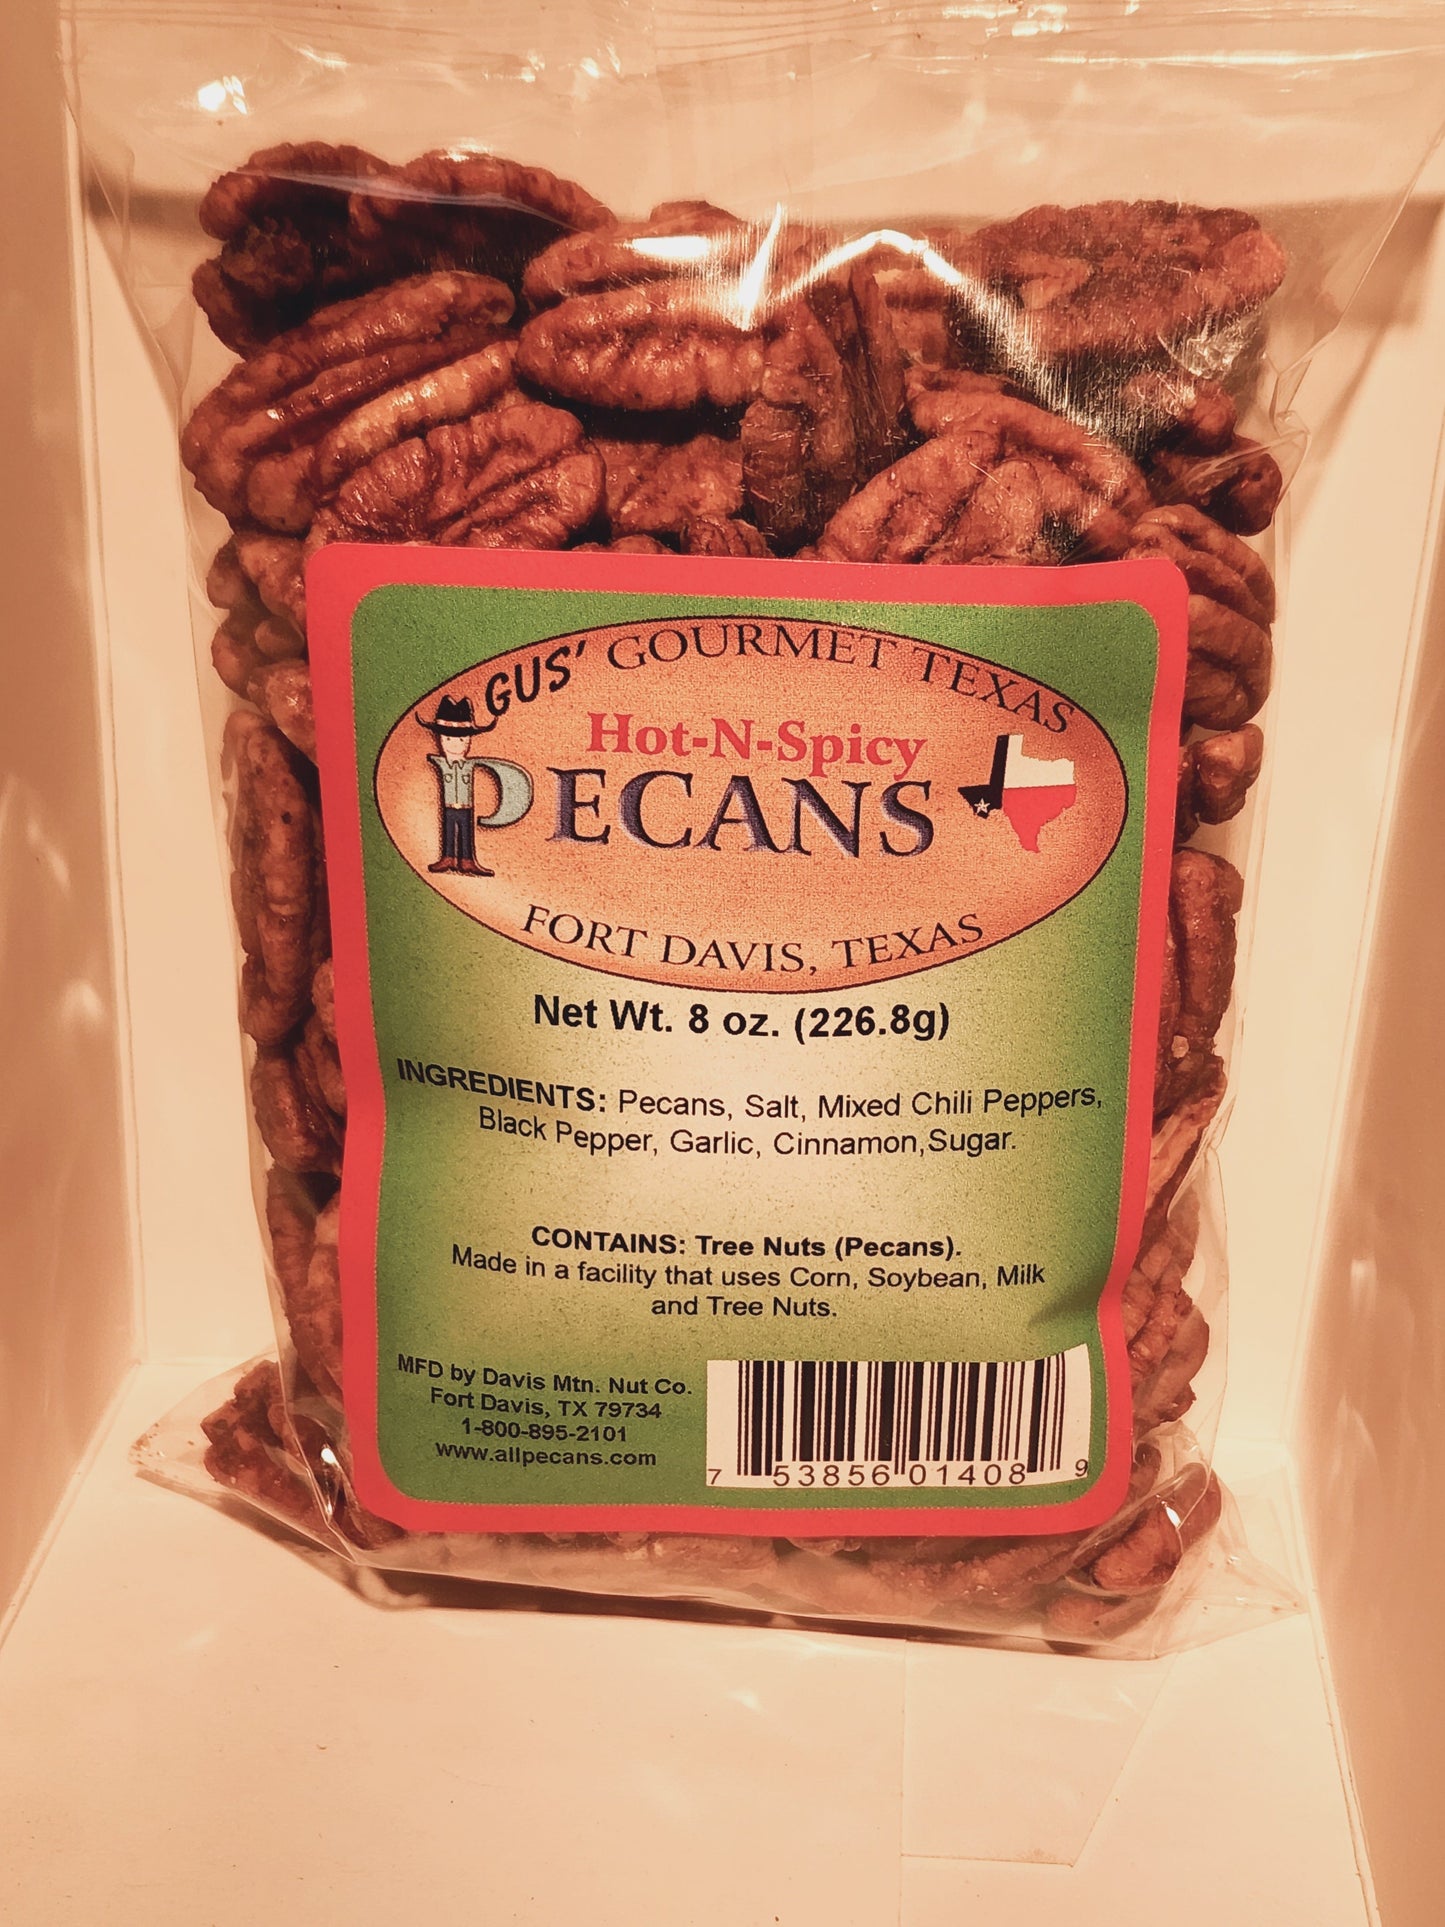 GUS' GOURMET TEXAS
Hot-N-Spicy
PECANS
FORT DAVIS, TEXAS
Net Wt. 8 oz. (226.8g)
INGREDIENTS: Pecans, Salt, Mixed Chili Peppers,
Black Pepper, Garlic, Cinnamon,Sugar.
CONTAINS: Tree Nuts (Pecans).
Made in a facility that uses Corn, Soybean, Milk
and Tree Nuts.
MFD by Davis Mtn. Nut Co.
Fort Davis, TX 79734
1-800-895-2101
www.allpecans.com
7 53856 01408 9